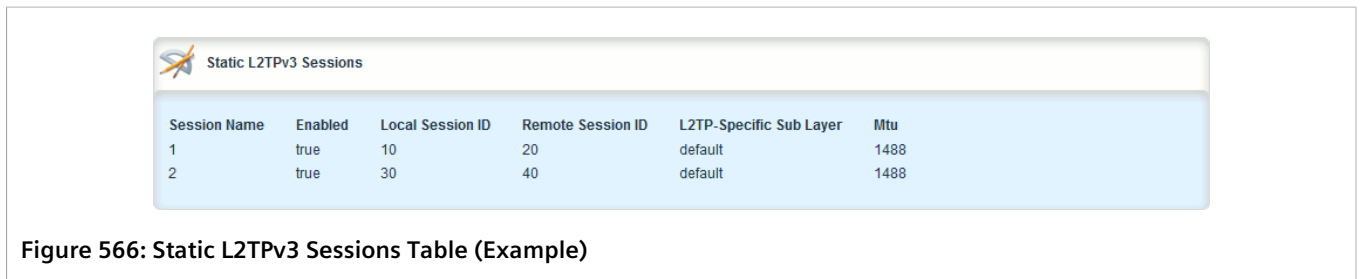 Static L2TPv3 Sessions
Session Name Enabled Local Session ID Remote Session ID L2TP-Specific Sub Layer Mtu
1 true 10 20 default 1488
2 true 30 40 default 1488
Figure 566: Static L2TPv3 Sessions Table (Example)